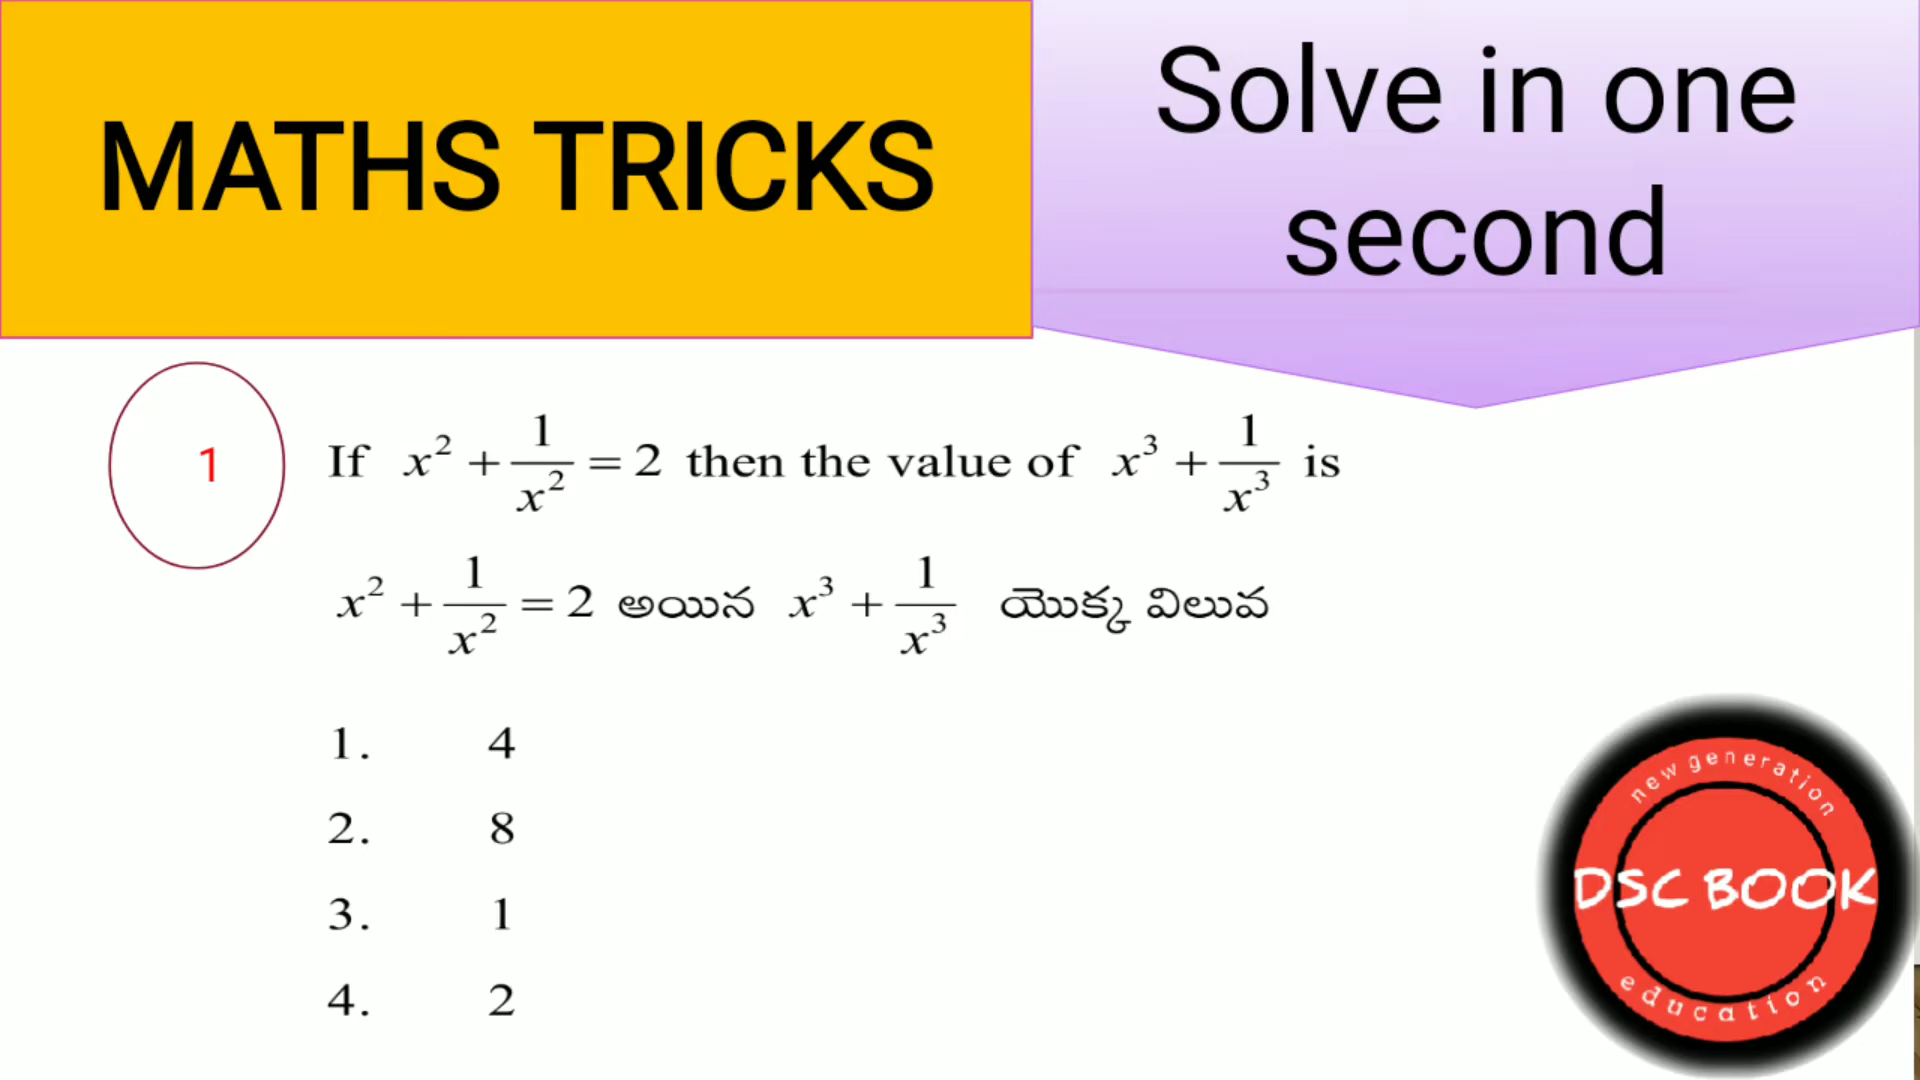 MATHS TRICKS
Solve in one
second
1
If x² + 1/x² = 2 then the value of x³ + 1/x³ is
x² + 1/x² = 2 అయిన x³ + 1/x³ యొక్క విలువ
1. 4
2. 8
3. 1
4. 2
new generation
DSC BOOK
education